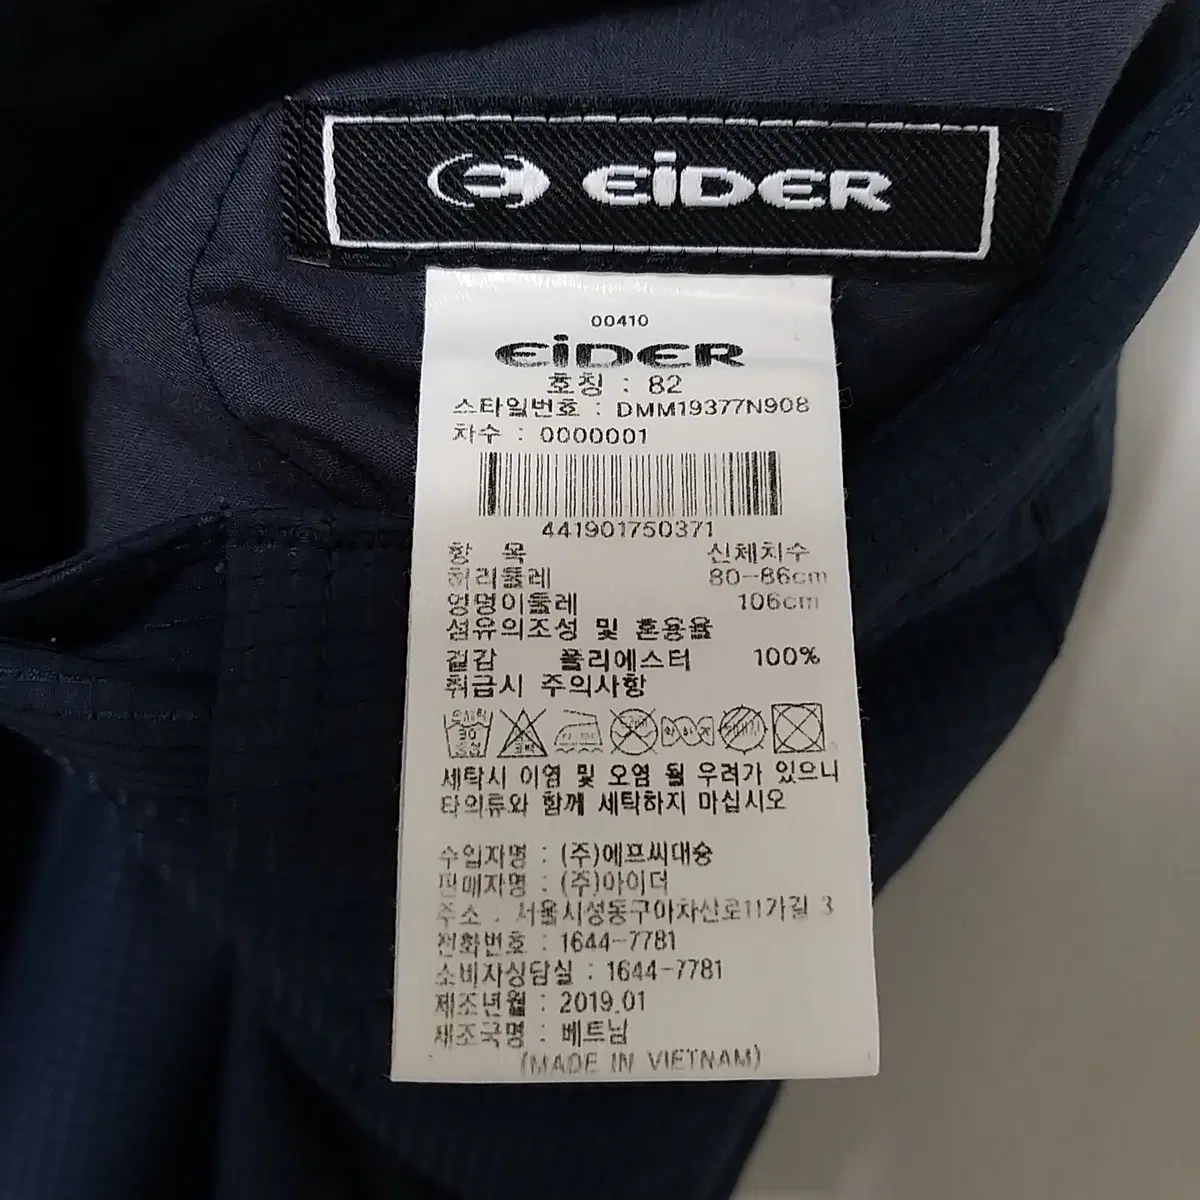 EiDER
00410
EiDER
호칭 : 82
스타일번호 : DMM19377N908
차수 : 0000001
441901750371
항 목 신체치수
허리둘레 80-86cm
엉덩이둘레 106cm
섬유의조성 및 혼용율
겉감 폴리에스터 100%
취급시 주의사항
30
세탁시 이염 및 오염 될 우려가 있으니
타의류와 함께 세탁하지 마십시오
수입자명 : (주)에프씨대승
판매자명 : (주)아이더
주소 . 서울시성동구아차산로11가길 3
전화번호 : 1644-7781
소비자상담실 : 1644-7781
제조년월 : 2019.01
제조국명 : 베트남
(MADE IN VIETNAM)